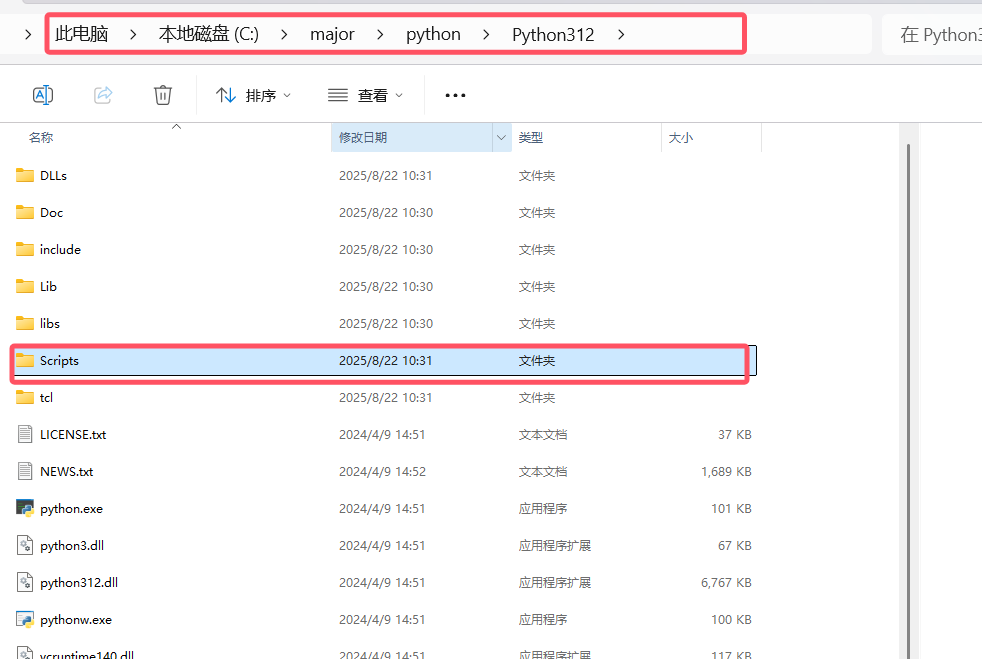 此电脑 > 本地磁盘 (C:) > major > python > Python312 >
在 Python3
排序 查看
名称 修改日期 类型 大小
DLLs 2025/8/22 10:31 文件夹
Doc 2025/8/22 10:30 文件夹
include 2025/8/22 10:30 文件夹
Lib 2025/8/22 10:30 文件夹
libs 2025/8/22 10:30 文件夹
Scripts 2025/8/22 10:31 文件夹
tcl 2025/8/22 10:31 文件夹
LICENSE.txt 2024/4/9 14:51 文本文档 37 KB
NEWS.txt 2024/4/9 14:52 文本文档 1,689 KB
python.exe 2024/4/9 14:51 应用程序 101 KB
python3.dll 2024/4/9 14:51 应用程序扩展 67 KB
python312.dll 2024/4/9 14:51 应用程序扩展 6,767 KB
pythonw.exe 2024/4/9 14:51 应用程序 100 KB
vcruntime140.dll 2024/4/9 14:51 应用程序扩展 117 KB